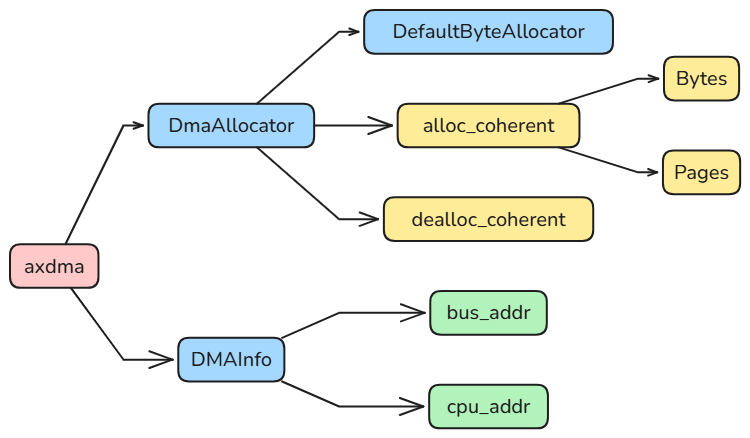 DefaultByteAllocator
Bytes
DmaAllocator
alloc_coherent
Pages
dealloc_coherent
axdma
bus_addr
DMAInfo
cpu_addr